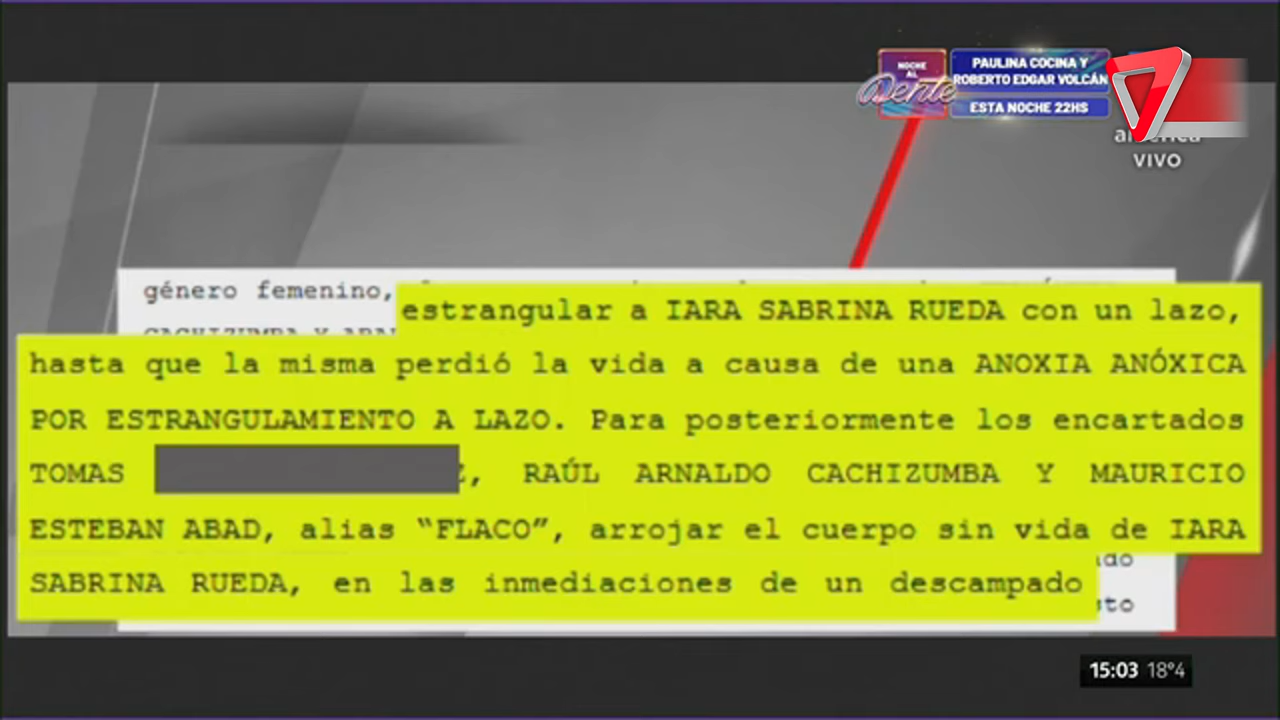 NOCHE
AL
Dente
PAULINA COCINA Y
ROBERTO EDGAR VOLCÁN
ESTA NOCHE 22HS
américa
VIVO
género femenino,
estrangular a IARA SABRINA RUEDA con un lazo,
CACHIZUMBA Y ABAD
hasta que la misma perdió la vida a causa de una ANOXIA ANÓXICA
POR ESTRANGULAMIENTO A LAZO. Para posteriormente los encartados
TOMAS Z, RAÚL ARNALDO CACHIZUMBA Y MAURICIO
ESTEBAN ABAD, alias “FLACO”, arrojar el cuerpo sin vida de IARA
SABRINA RUEDA, en las inmediaciones de un descampado
15:03 18°4